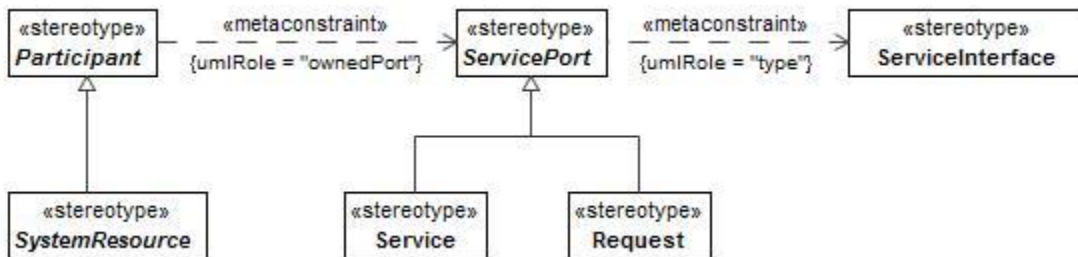 «stereotype»
Participant
«metaconstraint»
{umlRole = "ownedPort"}
«stereotype»
ServicePort
«metaconstraint»
{umlRole = "type"}
«stereotype»
ServiceInterface
«stereotype»
SystemResource
«stereotype»
Service
«stereotype»
Request